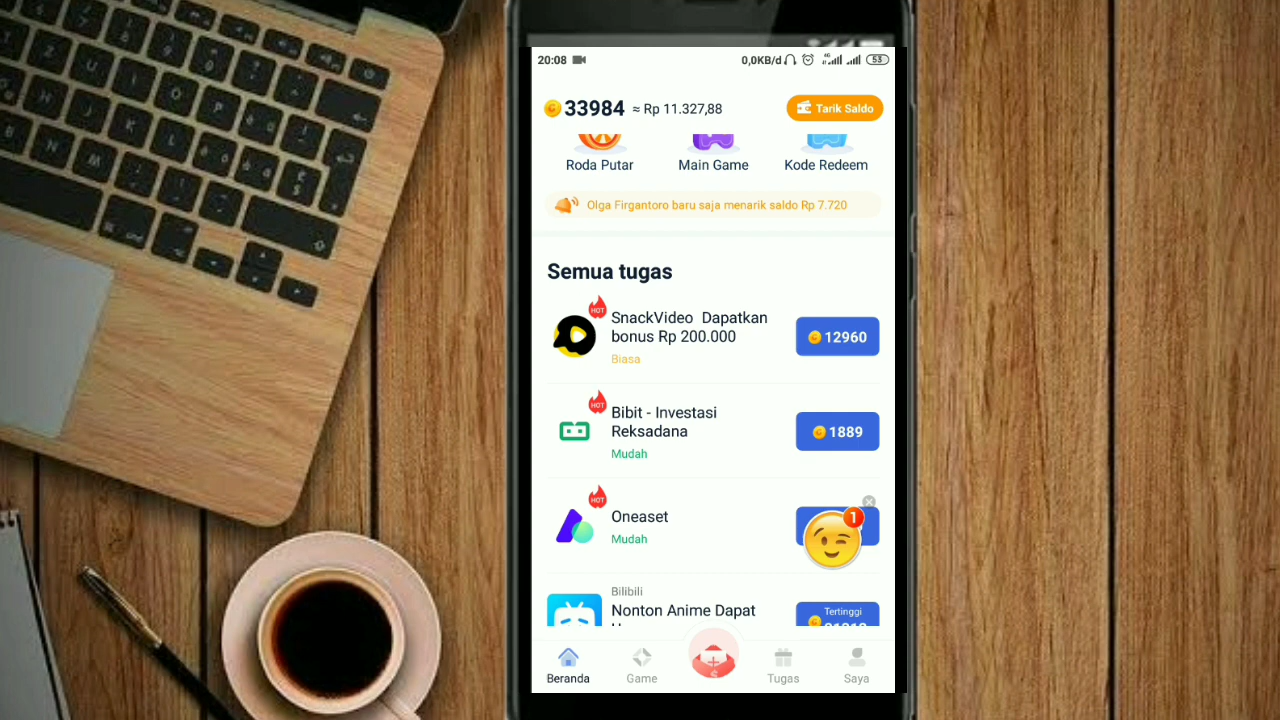 20:08
0,0KB/d
4G
53
33984 ≈ Rp 11.327,88
Tarik Saldo
Roda Putar
Main Game
Kode Redeem
Olga Firgantoro baru saja menarik saldo Rp 7.720
Semua tugas
HOT
SnackVideo Dapatkan
bonus Rp 200.000
12960
Biasa
HOT
Bibit - Investasi
Reksadana
1889
Mudah
HOT
Oneaset
1
Mudah
Bilibili
Nonton Anime Dapat
Tertinggi
Beranda
Game
Tugas
Saya